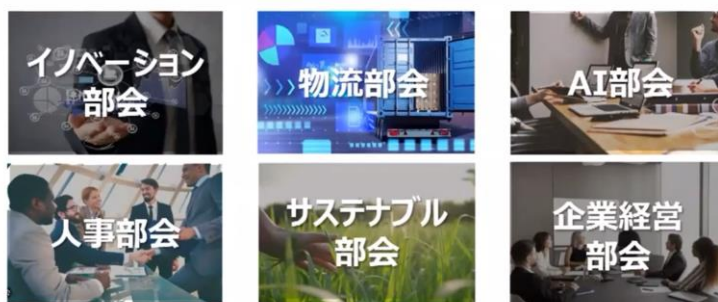 イノベーション
部会
物流部会
AI部会
人事部会
サステナブル
部会
企業経営
部会